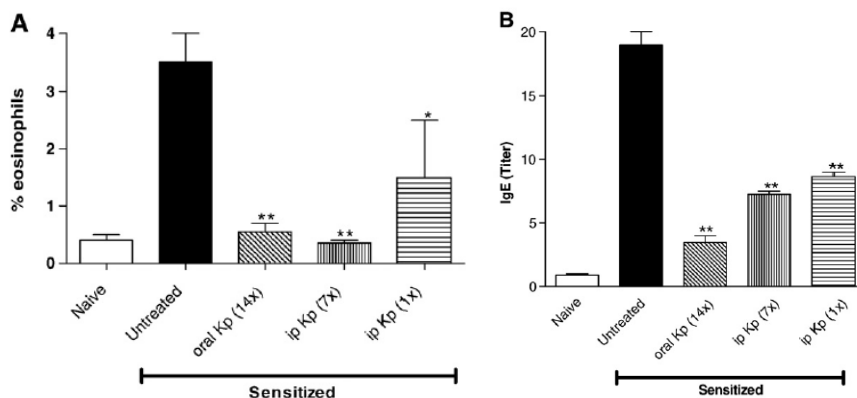 A
% eosinophils
4
3
2
1
0
**
**
*
Naive
Untreated
oral Kp (14x)
ip Kp (7x)
ip Kp (1x)
Sensitized
B
IgE (Titer)
20
15
10
5
0
**
**
**
Naive
Untreated
oral Kp (14x)
ip Kp (7x)
ip Kp (1x)
Sensitized